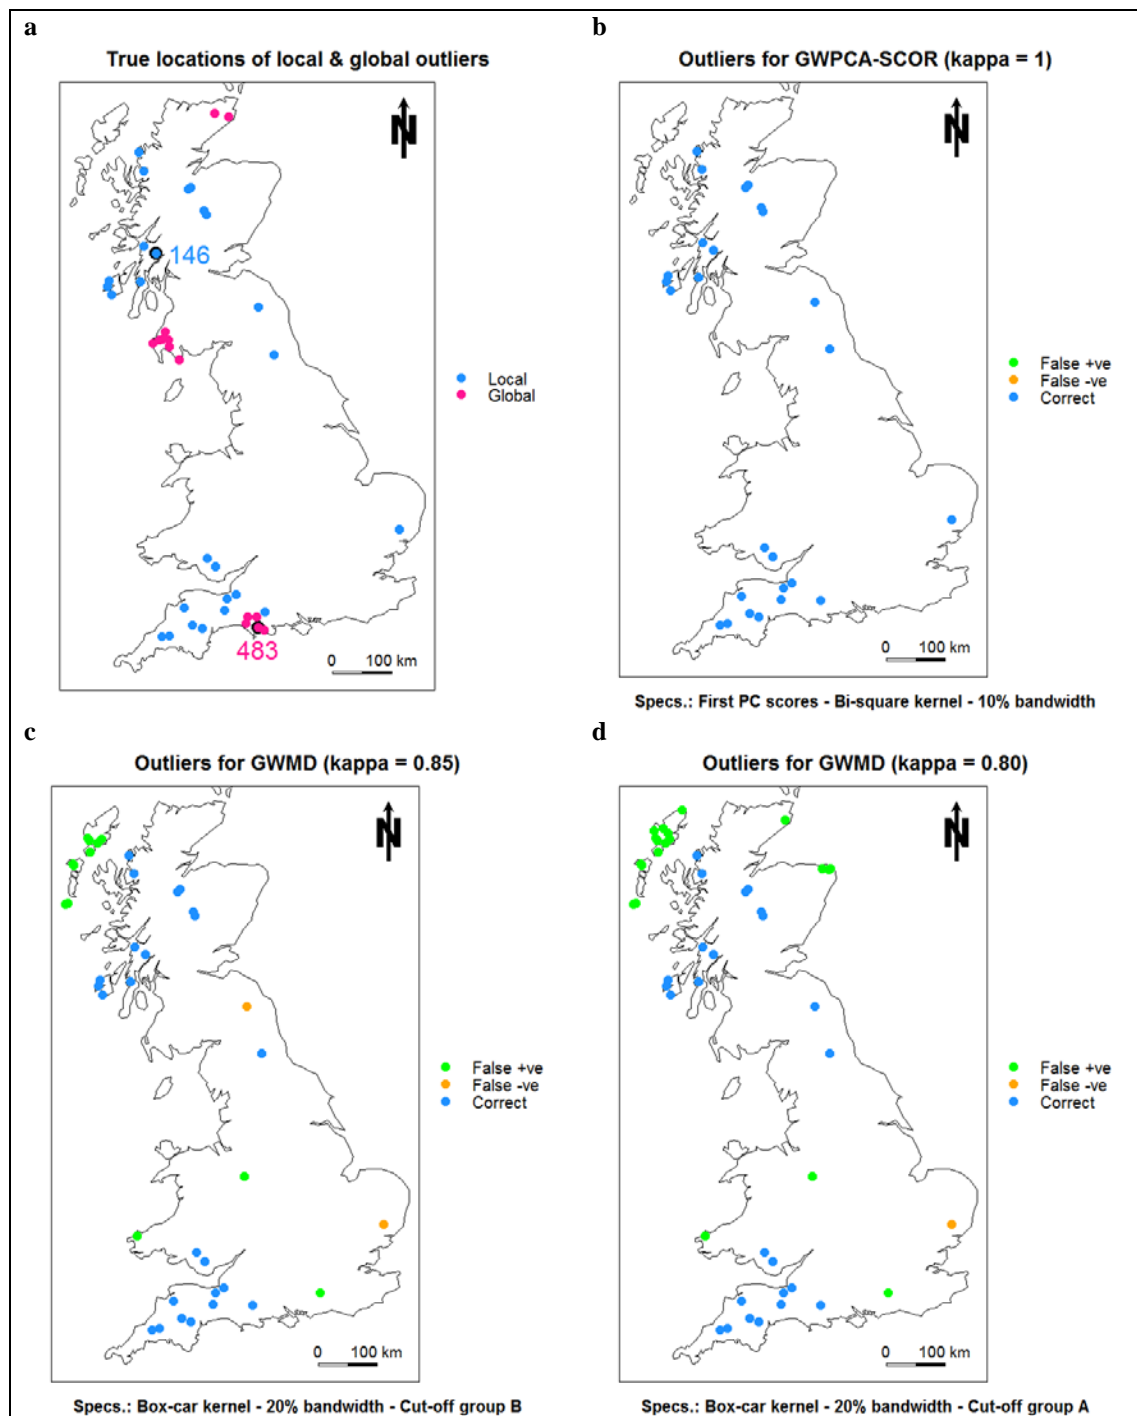 a
True locations of local & global outliers
N
146
Local
Global
483
0 100 km
b
Outliers for GWPCA-SCOR (kappa = 1)
N
False +ve
False -ve
Correct
0 100 km
Specs.: First PC scores - Bi-square kernel - 10% bandwidth
c
Outliers for GWMD (kappa = 0.85)
N
False +ve
False -ve
Correct
0 100 km
Specs.: Box-car kernel - 20% bandwidth - Cut-off group B
d
Outliers for GWMD (kappa = 0.80)
N
False +ve
False -ve
Correct
0 100 km
Specs.: Box-car kernel - 20% bandwidth - Cut-off group A